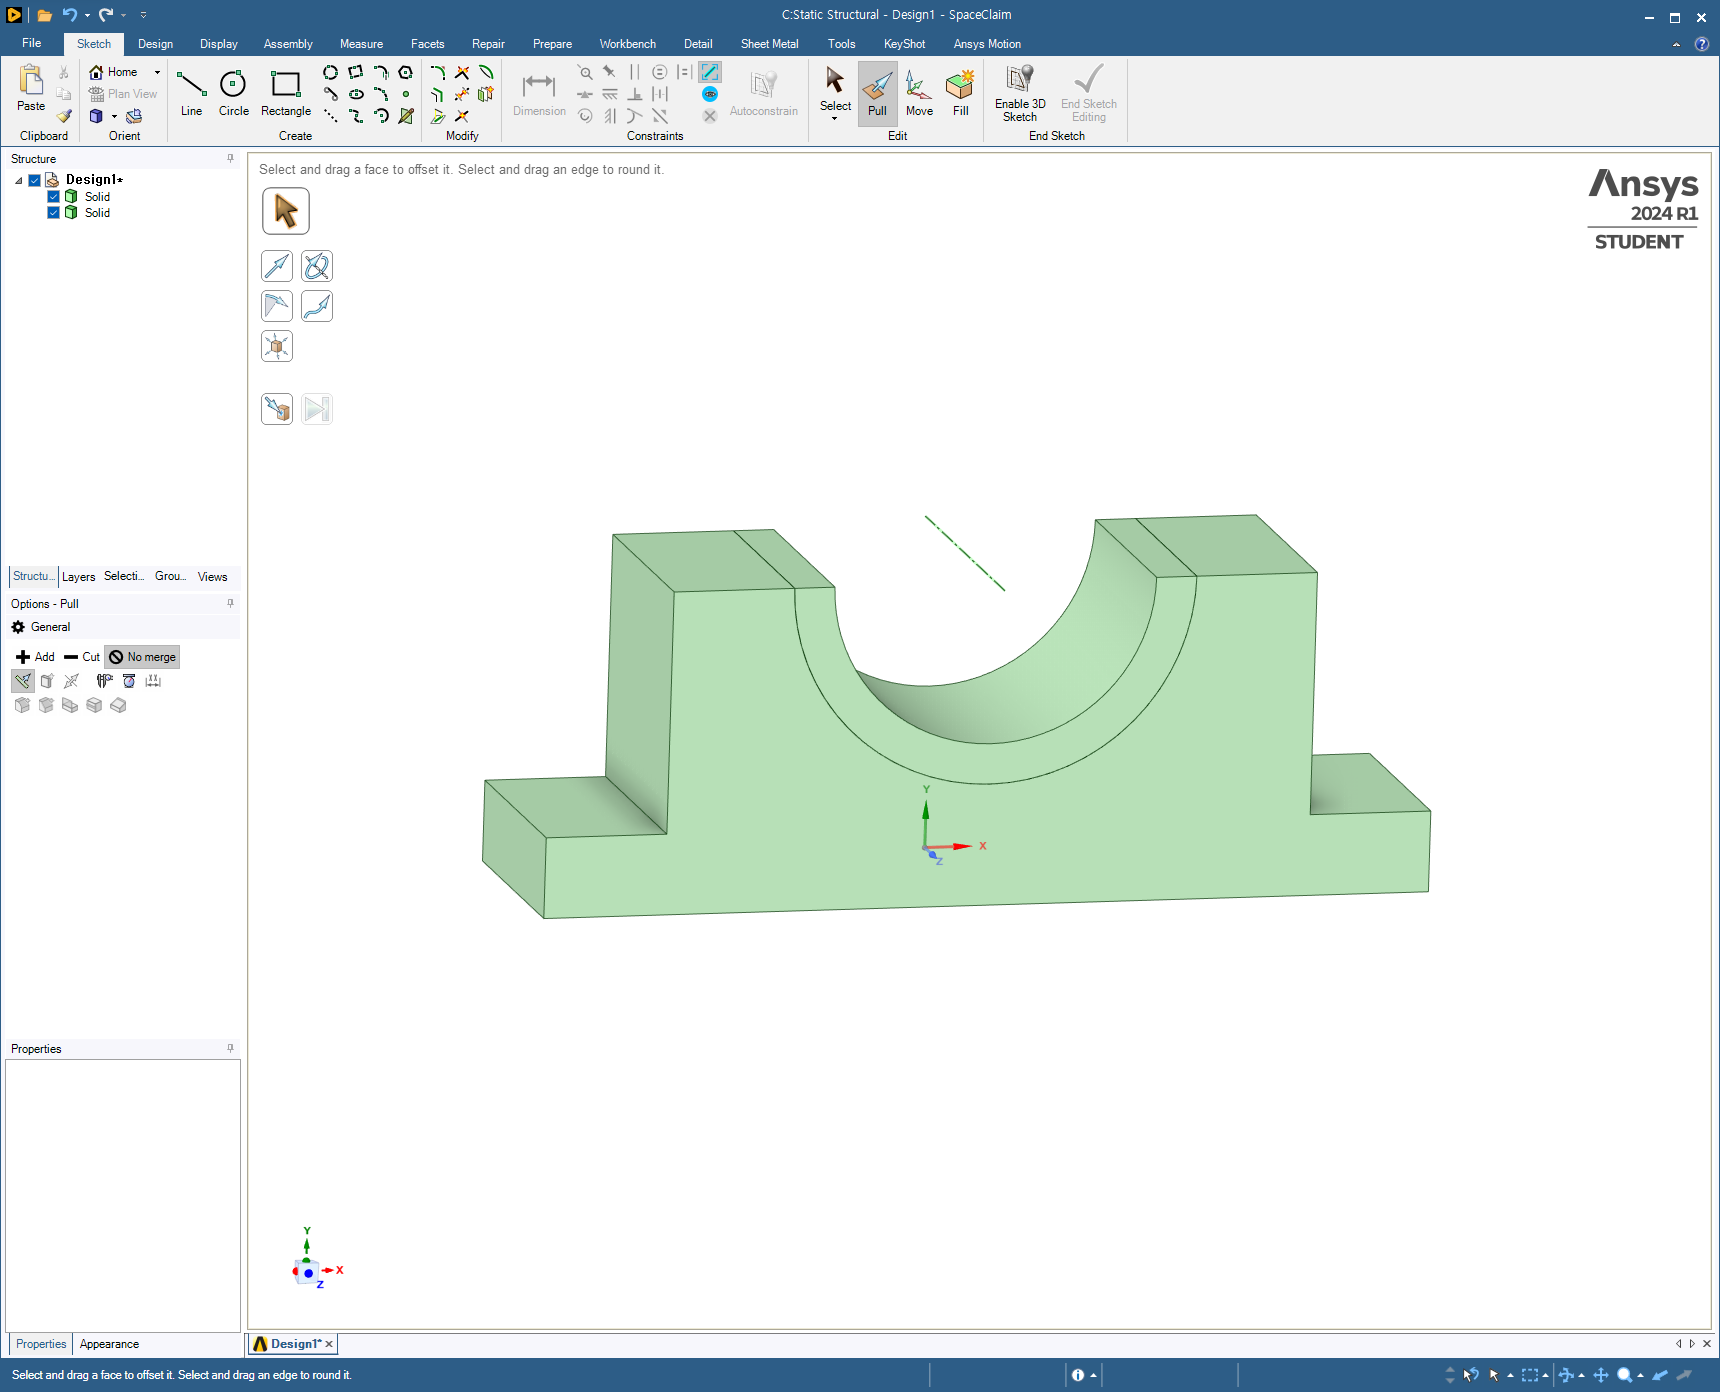 C:Static Structural - Design1 - SpaceClaim
File Sketch Design Display Assembly Measure Facets Repair Prepare Workbench Detail Sheet Metal Tools KeyShot Ansys Motion
Paste
Clipboard
Home
Plan View
Orient
Line Circle Rectangle
Create
Modify
Dimension
Autoconstrain
Constraints
Select Pull Move Fill
Edit
Enable 3D Sketch
End Sketch Editing
End Sketch
Structure
Design1*
Solid
Solid
Structu... Layers Selecti... Grou... Views
Options - Pull
General
Add Cut No merge
Properties
Properties Appearance
Select and drag a face to offset it. Select and drag an edge to round it.
Ansys
2024 R1
STUDENT
Y
X
Z
Y
X
Z
Design1*
Select and drag a face to offset it. Select and drag an edge to round it.